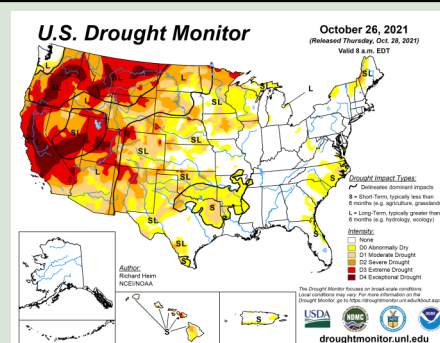 U.S. Drought Monitor
October 26, 2021
(Released Thursday, Oct. 28, 2021)
Valid 8 a.m. EDT
L
SL
L
SL
L
SL
SL
L
SL
SL
L
SL
SL
L
S
S
S
SL
SL
S
S
Drought Impact Types:
Delineates dominant impacts
S = Short-Term, typically less than
6 months (e.g. agriculture, grassland
L = Long-Term, typically greater than
6 months (e.g. hydrology, ecology)
Intensity:
None
D0 Abnormally Dry
D1 Moderate Drought
D2 Severe Drought
D3 Extreme Drought
D4 Exceptional Drought
Author:
Richard Heim
NCEI/NOAA
The Drought Monitor focuses on broad-scale conditions.
Local conditions may vary. For more information on the
Drought Monitor, go to https://droughtmonitor.unl.edu/About.asp
USDA
NDMC
NOAA
droughtmonitor.unl.edu